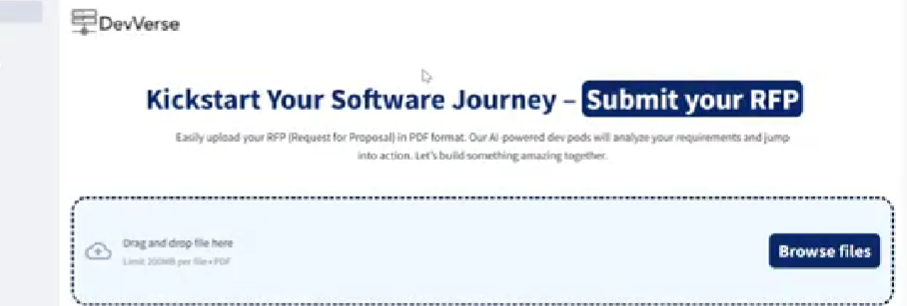 DevVerse
Kickstart Your Software Journey – Submit your RFP
Easily upload your RFP (Request for Proposal) in PDF format. Our AI-powered dev pods will analyze your requirements and jump
into action. Let's build something amazing together.
Drag and drop file here
Limit 200MB per file • PDF
Browse files